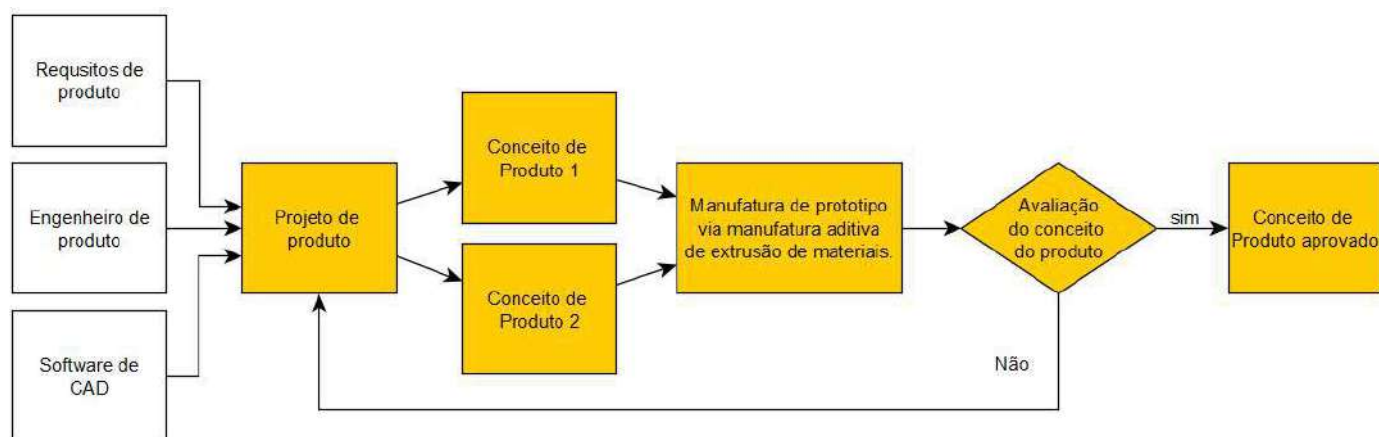 Requsitos de
produto
Engenheiro de
produto
Software de
CAD
Projeto de
produto
Conceito de
Produto 1
Conceito de
Produto 2
Manufatura de prototipo
via manufatura aditiva
de extrusão de materiais.
Avaliação
do conceito
do produto
sim
Não
Conceito de
Produto aprovado